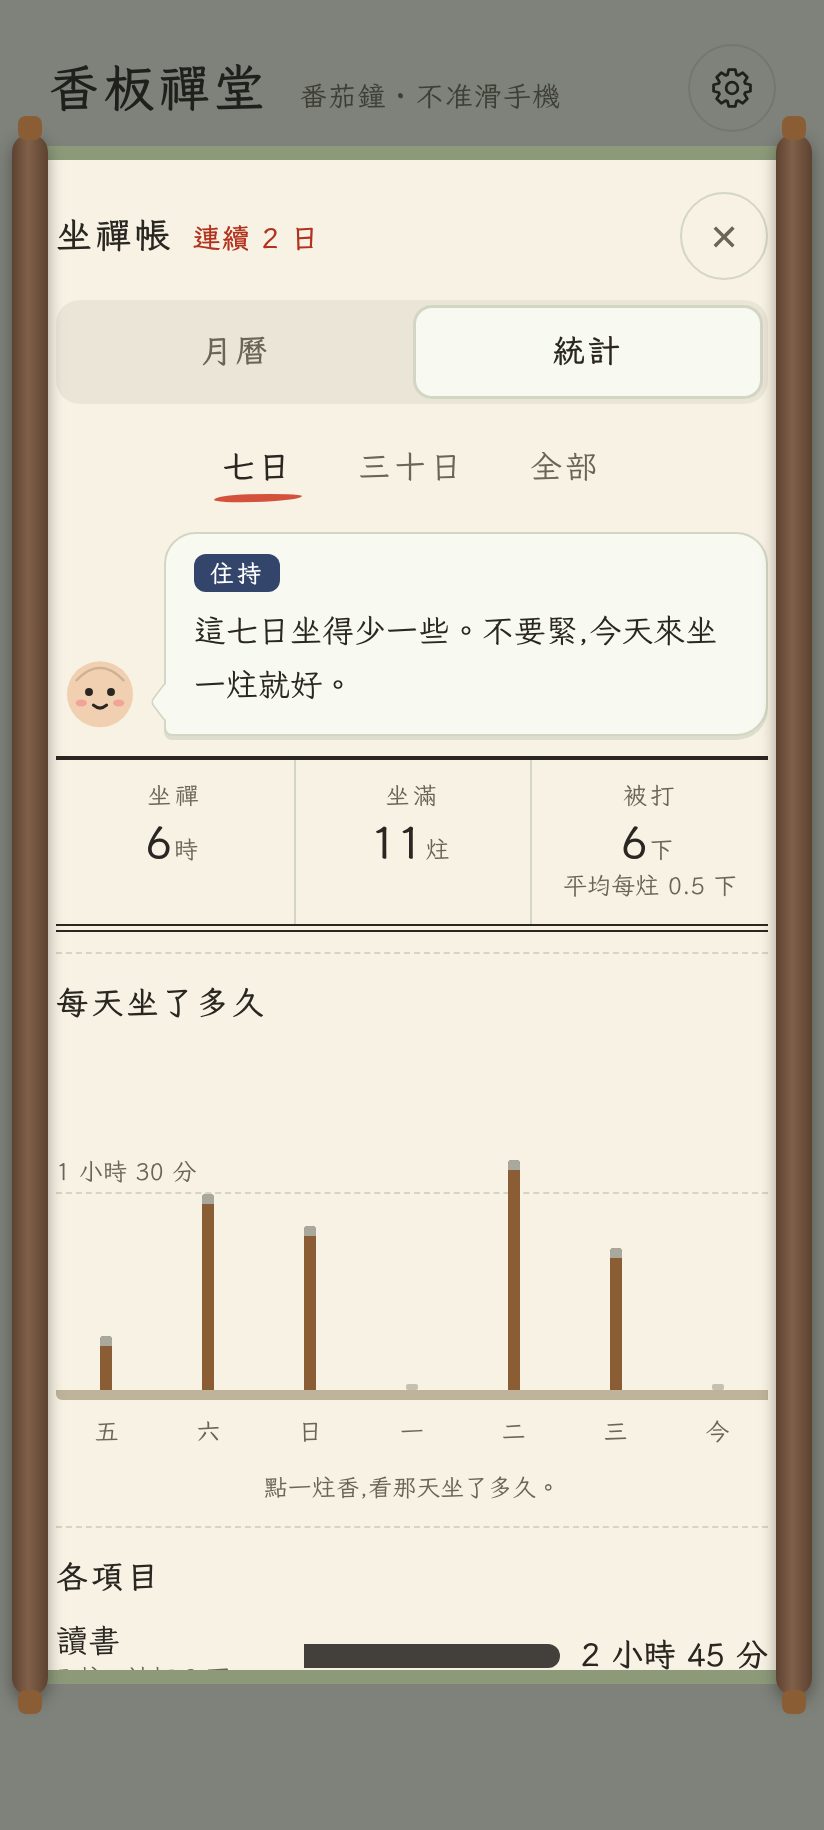 香板禪堂 番茄鐘・不准滑手機
坐禪帳 連續 2 日
月曆 統計
七日 三十日 全部
住持
這七日坐得少一些。不要緊,今天來坐
一炷就好。
坐禪 坐滿 被打
6時 11炷 6下
平均每炷 0.5 下
每天坐了多久
1 小時 30 分
五 六 日 一 二 三 今
點一炷香,看那天坐了多久。
各項目
讀書
2 小時 45 分